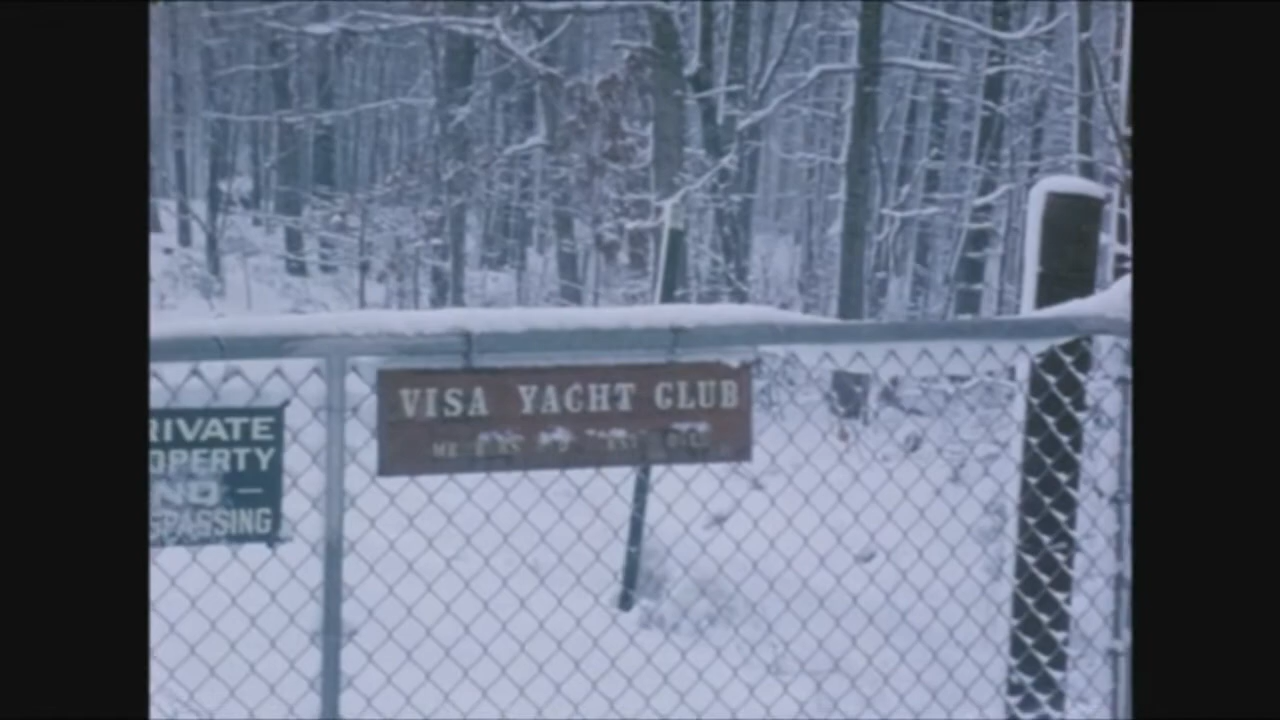 RIVATE
OPERTY
NO —
SPASSING
VISA YACHT CLUB